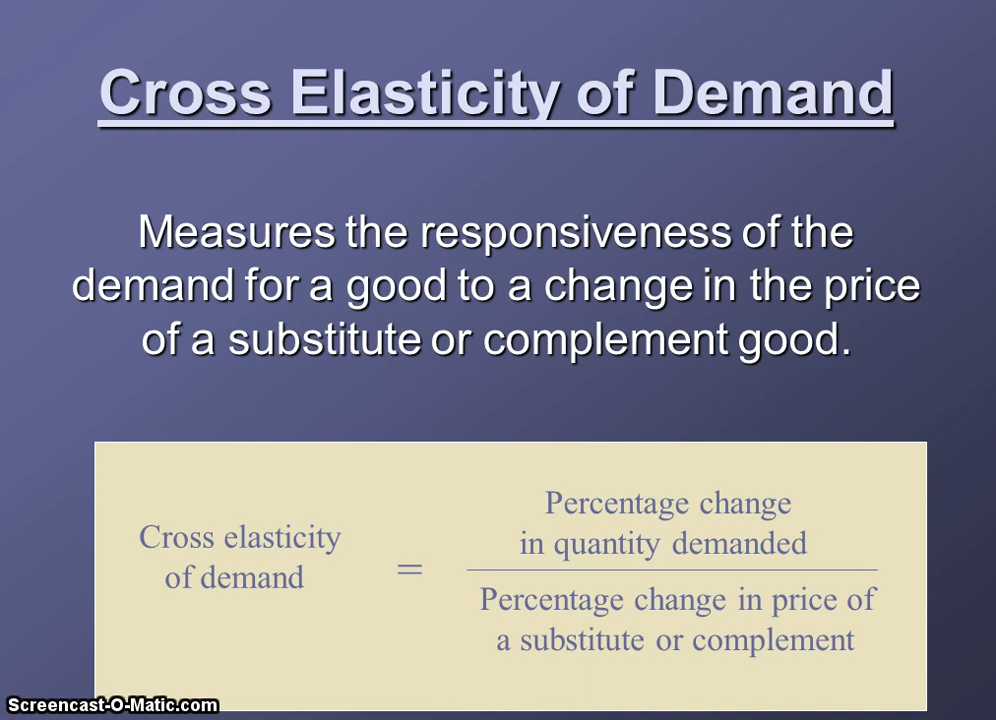 Cross Elasticity of Demand
Measures the responsiveness of the
demand for a good to a change in the price
of a substitute or complement good.
Cross elasticity
of demand
=
Percentage change
in quantity demanded
Percentage change in price of
a substitute or complement
Screencast-O-Matic.com